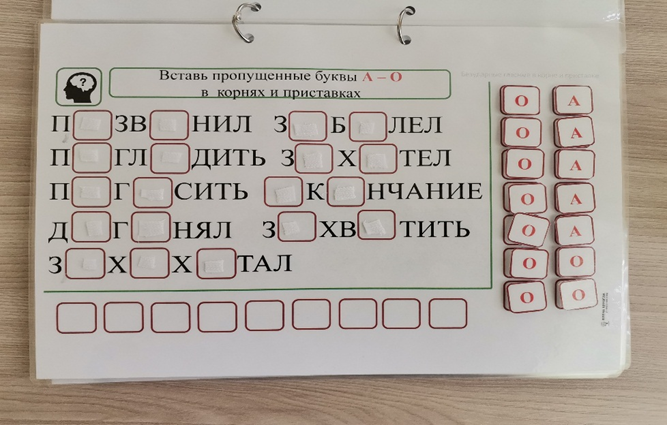 Вставь пропущенные буквы А – О
в корнях и приставках
П ЗВ НИЛ З Б ЛЕЛ
П ГЛ ДИТЬ З Х ТЕЛ
П Г СИТЬ К НЧАНИЕ
Д Г НЯЛ З ХВ ТИТЬ
З Х Х ТАЛ
О А
О А
О А
О А
О А
О О
О О